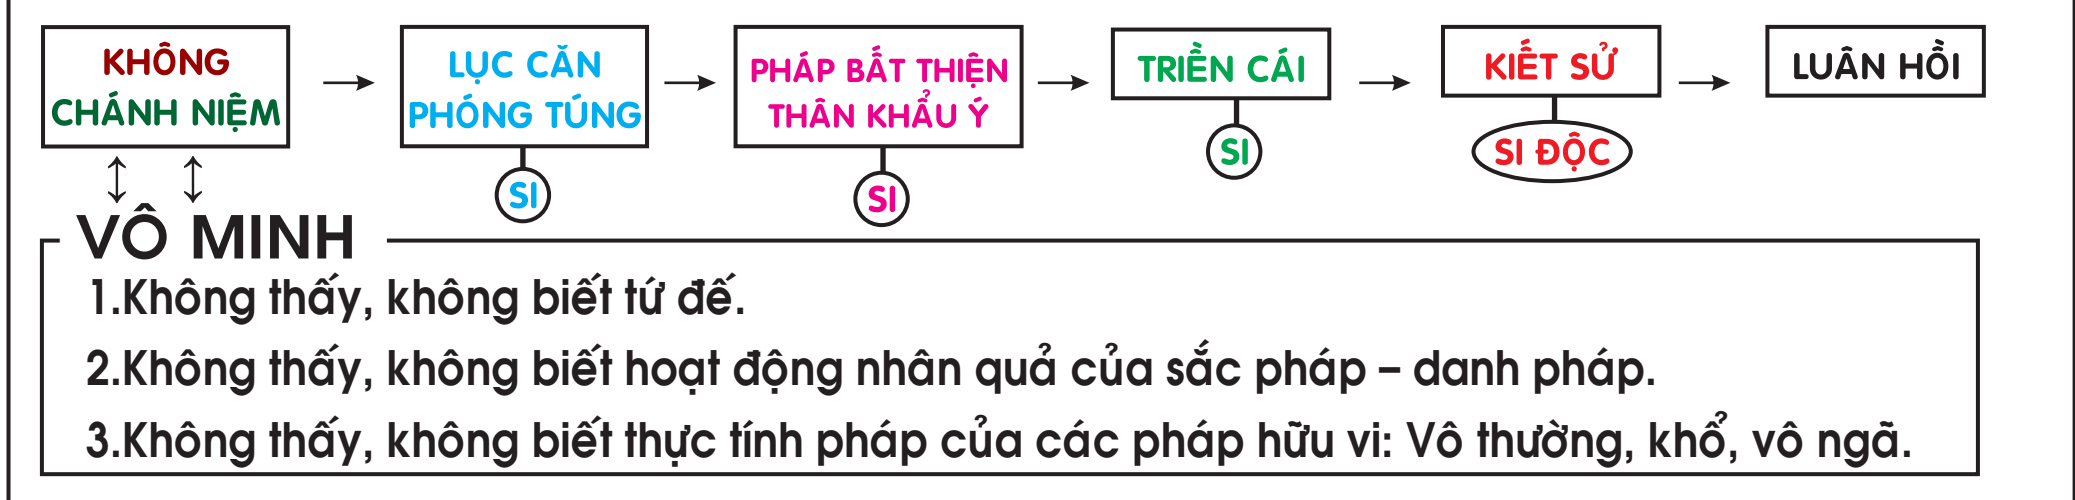 KHÔNG
CHÁNH NIỆM
LỤC CĂN
PHÓNG TÚNG
PHÁP BẤT THIỆN
THÂN KHẨU Ý
TRIỀN CÁI
KIẾT SỬ
LUÂN HỒI
SI
SI
SI
SI ĐỘC
VÔ MINH
1.Không thấy, không biết tứ đế.
2.Không thấy, không biết hoạt động nhân quả của sắc pháp – danh pháp.
3.Không thấy, không biết thực tính pháp của các pháp hữu vi: Vô thường, khổ, vô ngã.